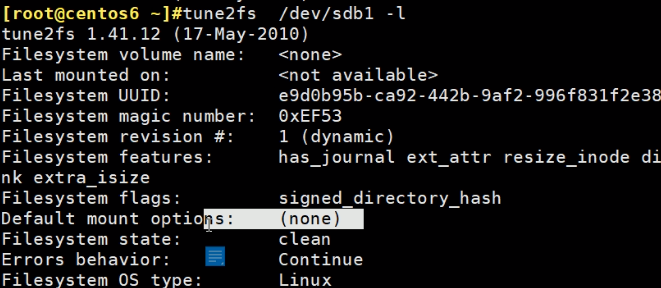 [root@centos6 ~]#tune2fs  /dev/sdb1 -l
tune2fs 1.41.12 (17-May-2010)
Filesystem volume name:   <none>
Last mounted on:          <not available>
Filesystem UUID:          e9d0b95b-ca92-442b-9af2-996f831f2e38
Filesystem magic number:  0xEF53
Filesystem revision #:    1 (dynamic)
Filesystem features:      has_journal ext_attr resize_inode di
nk extra_isize
Filesystem flags:         signed_directory_hash
Default mount options:    (none)
Filesystem state:         clean
Errors behavior:          Continue
Filesystem OS type:       Linux